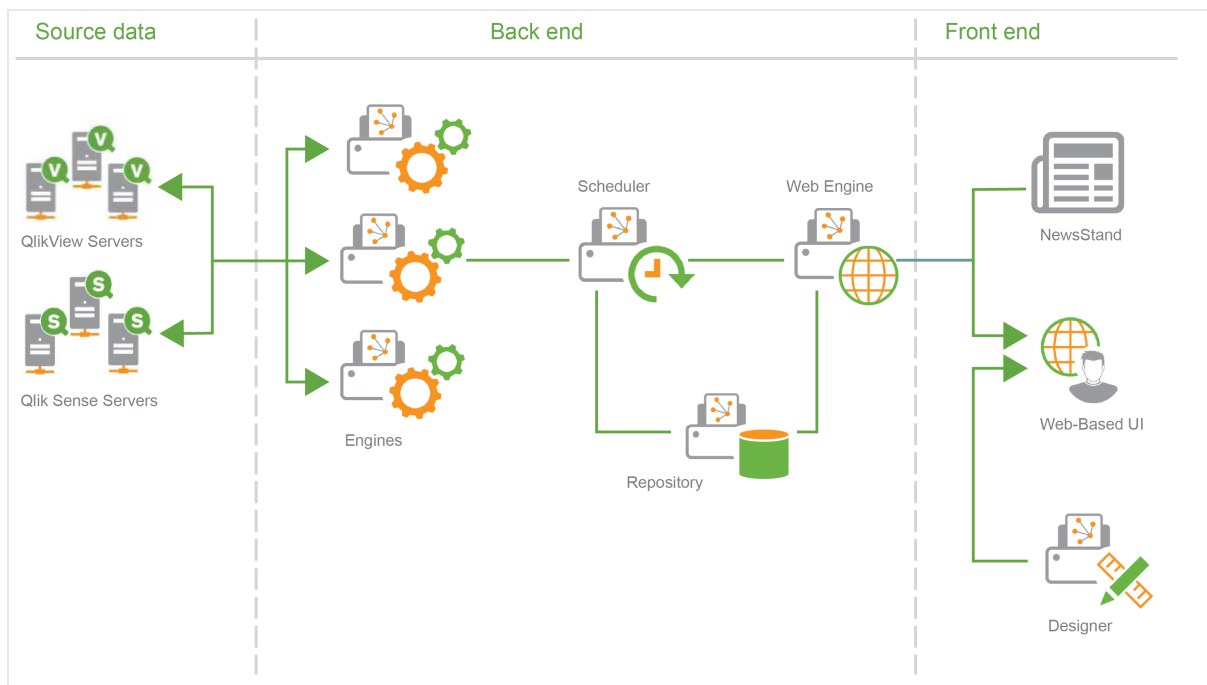 Source data
Back end
Front end
V
V
V
QlikView Servers
S
S
S
Qlik Sense Servers
Engines
Scheduler
Web Engine
Repository
NewsStand
Web-Based UI
Designer